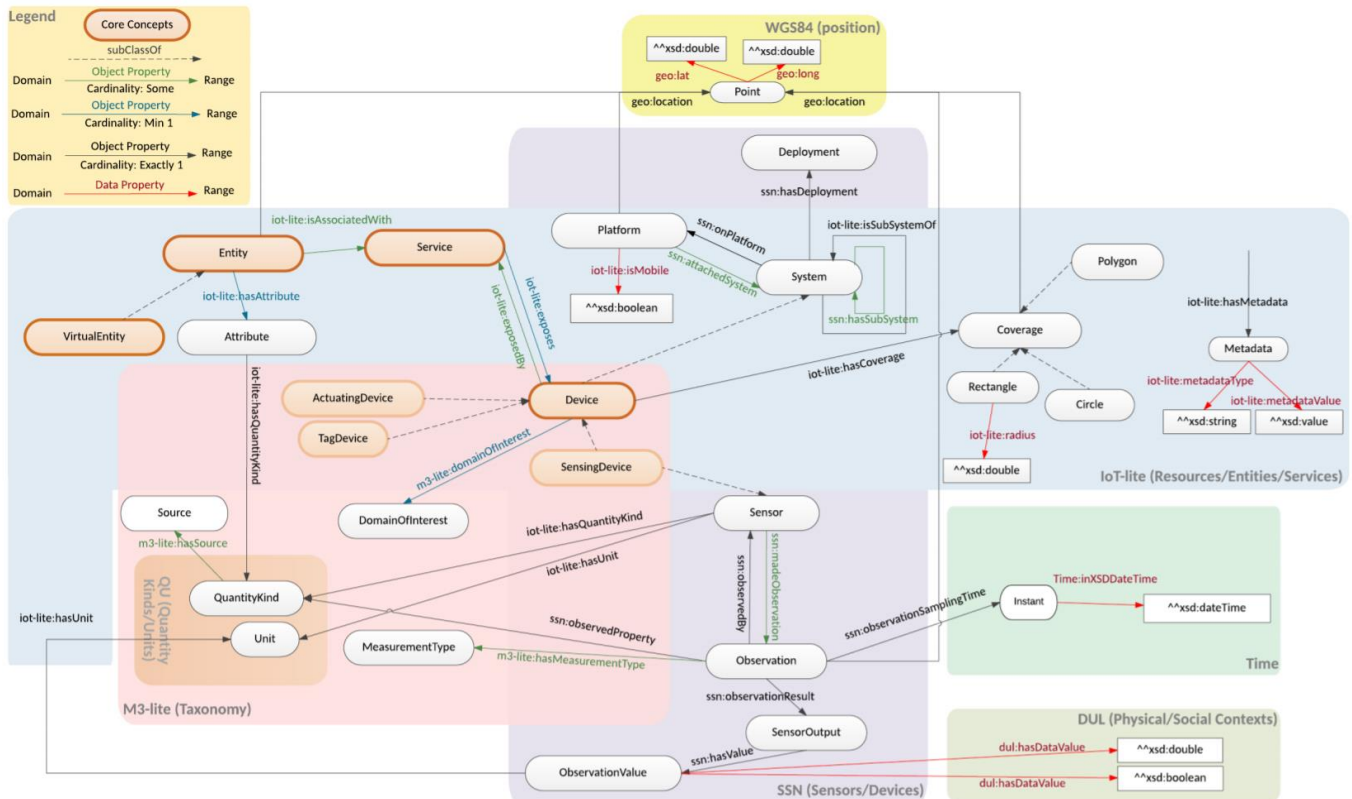 Legend
Core Concepts
subClassOf
Domain
Object Property
Range
Cardinality: Some
Domain
Object Property
Range
Cardinality: Min 1
Domain
Object Property
Range
Cardinality: Exactly 1
Domain
Data Property
Range
WGS84 (position)
^^xsd:double
^^xsd:double
geo:lat
geo:long
Point
geo:location
geo:location
Deployment
ssn:hasDeployment
iot-lite:isAssociatedWith
Entity
Service
Platform
ssn:onPlatform
iot-lite:isSubSystemOf
ssn:attachedSystem
System
iot-lite:isMobile
^^xsd:boolean
ssn:hasSubSystem
Polygon
iot-lite:hasMetadata
iot-lite:hasAttribute
VirtualEntity
Attribute
iot-lite:exposedBy
iot-lite:exposes
Coverage
Metadata
iot-lite:hasCoverage
iot-lite:metadataType
iot-lite:metadataValue
Rectangle
Circle
^^xsd:string
^^xsd:value
iot-lite:radius
^^xsd:double
IoT-lite (Resources/Entities/Services)
iot-lite:hasQuantityKind
ActuatingDevice
Device
TagDevice
m3-lite:domainOfInterest
SensingDevice
Source
DomainOfInterest
Sensor
iot-lite:hasQuantityKind
m3-lite:hasSource
iot-lite:hasUnit
ssn:observedBy
ssn:madeObservation
QU (Quantity
Kinds/Units)
QuantityKind
Unit
iot-lite:hasUnit
ssn:observedProperty
MeasurementType
m3-lite:hasMeasurementType
Observation
ssn:observationSamplingTime
Instant
Time:inXSDDateTime
^^xsd:dateTime
Time
M3-lite (Taxonomy)
ssn:observationResult
SensorOutput
ssn:hasValue
ObservationValue
SSN (Sensors/Devices)
DUL (Physical/Social Contexts)
dul:hasDataValue
^^xsd:double
dul:hasDataValue
^^xsd:boolean